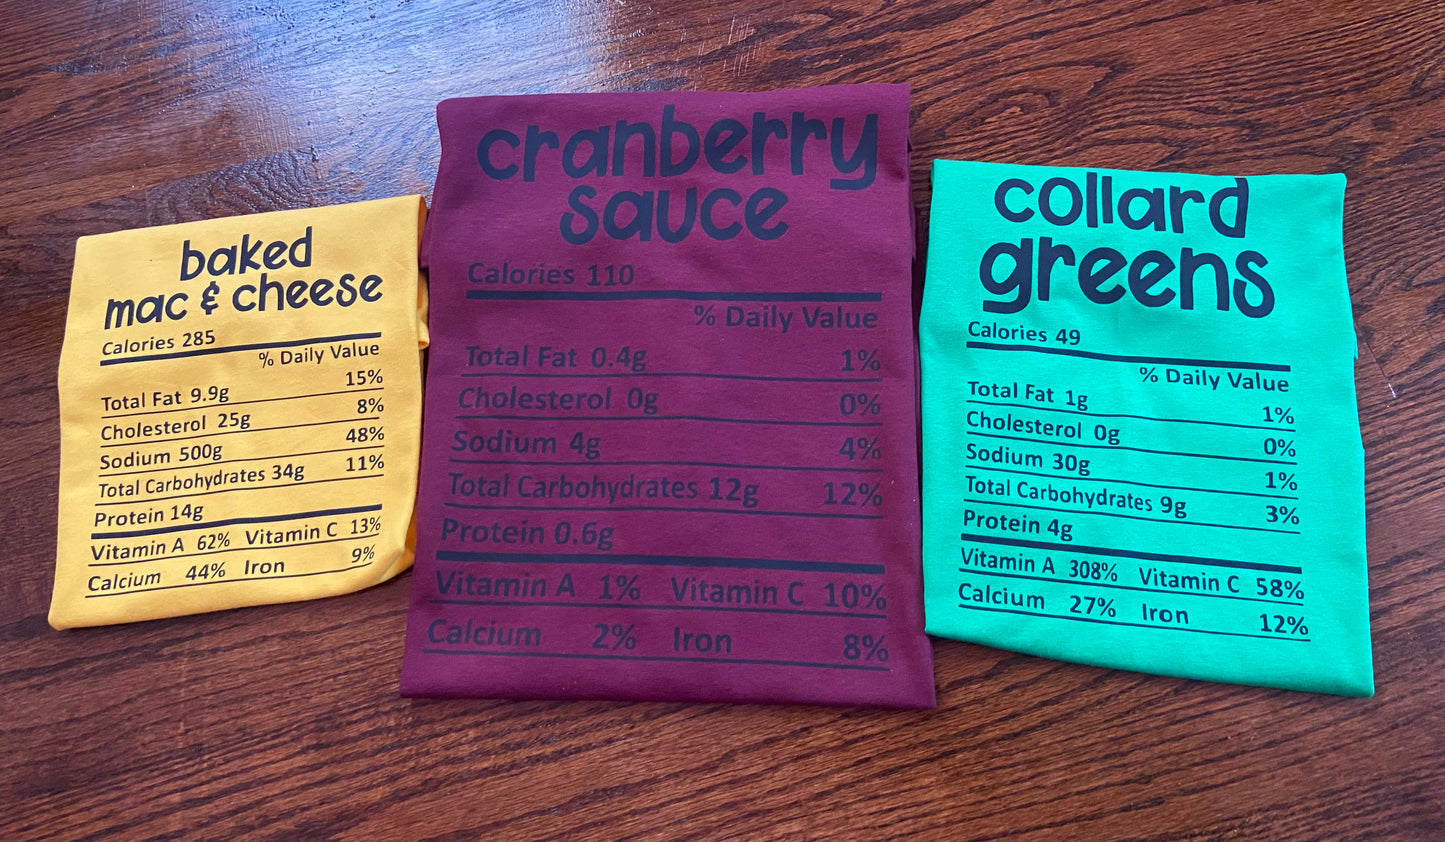 baked
mac & cheese
Calories 285
% Daily Value
Total Fat 9.9g 15%
Cholesterol 25g 8%
Sodium 500g 48%
Total Carbohydrates 34g 11%
Protein 14g
Vitamin A 62% Vitamin C 13%
Calcium 44% Iron 9%
cranberry
sauce
Calories 110
% Daily Value
Total Fat 0.4g 1%
Cholesterol 0g 0%
Sodium 4g 4%
Total Carbohydrates 12g 12%
Protein 0.6g
Vitamin A 1% Vitamin C 10%
Calcium 2% Iron 8%
collard
greens
Calories 49
% Daily Value
Total Fat 1g 1%
Cholesterol 0g 0%
Sodium 30g 1%
Total Carbohydrates 9g 3%
Protein 4g
Vitamin A 308% Vitamin C 58%
Calcium 27% Iron 12%